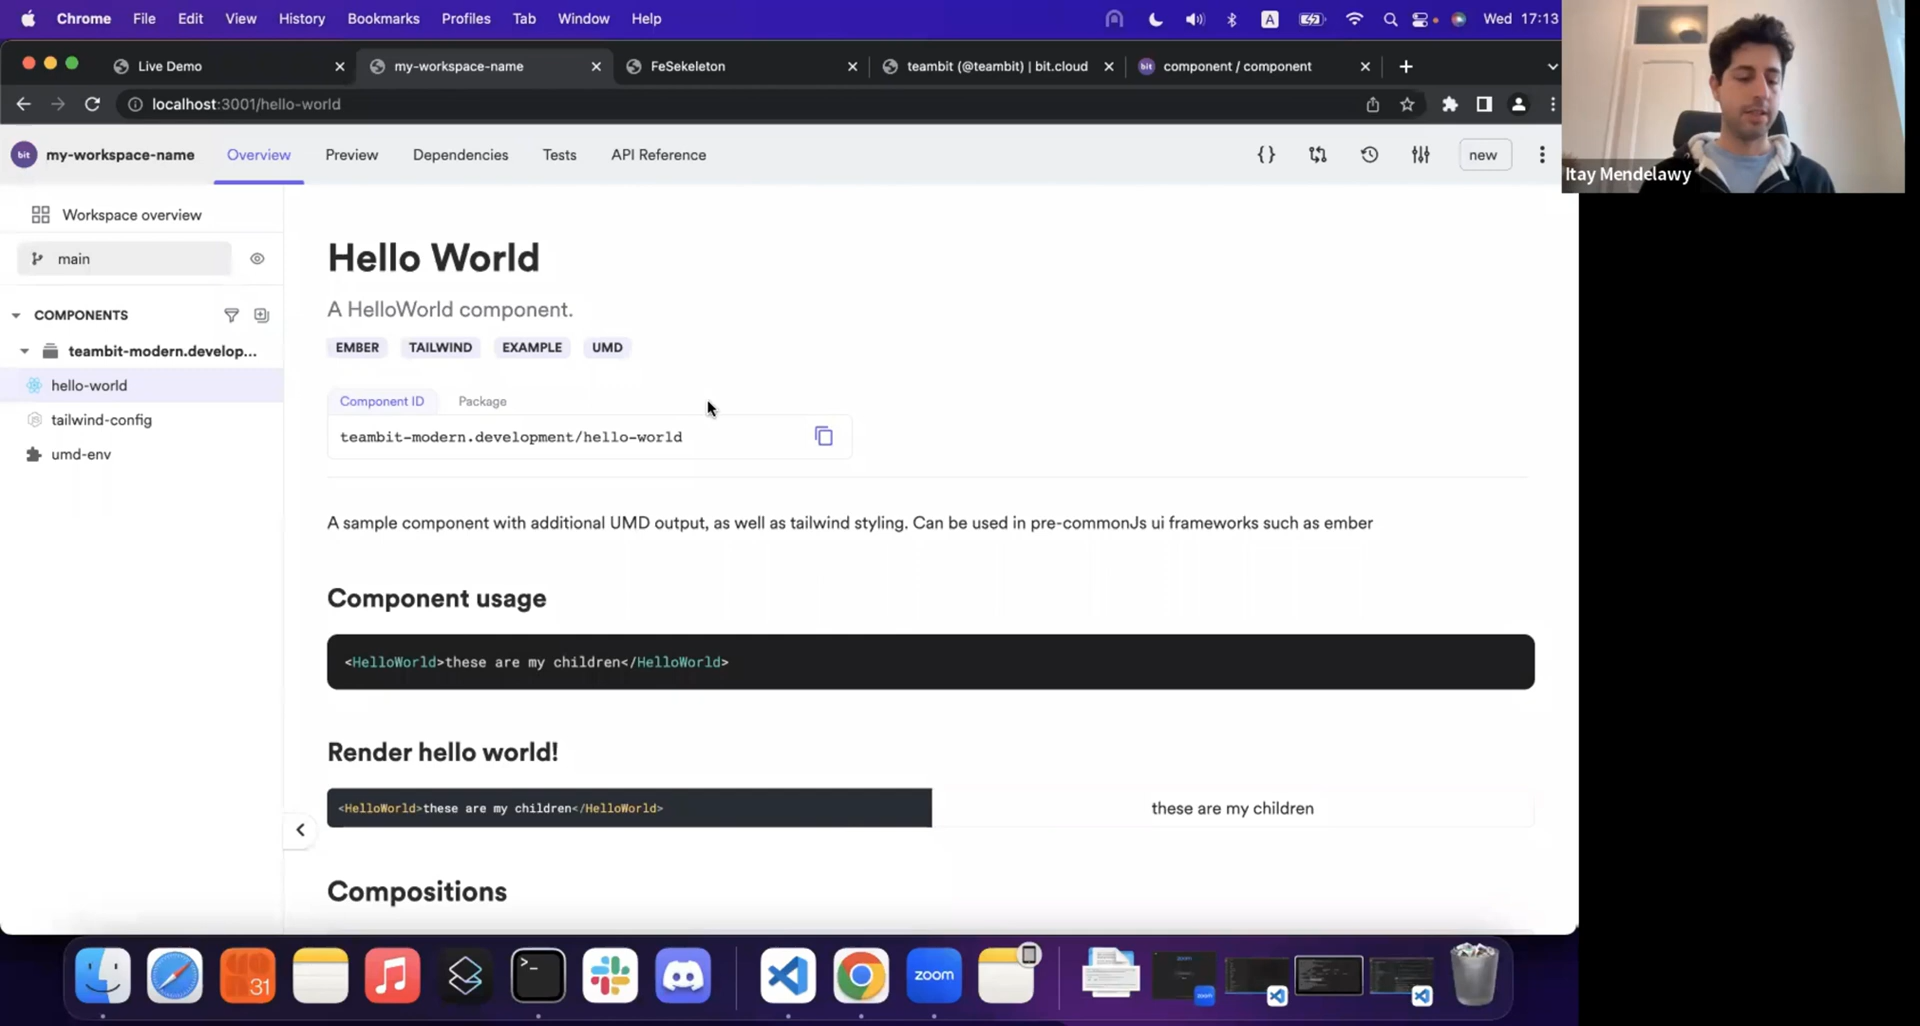 Chrome File Edit View History Bookmarks Profiles Tab Window Help A Wed 17:13
Live Demo my-workspace-name FeSekeleton teambit (@teambit) | bit.cloud bit component / component
localhost:3001/hello-world
bit my-workspace-name Overview Preview Dependencies Tests API Reference new
Itay Mendelawy
Workspace overview
main
COMPONENTS
teambit-modern.develop...
hello-world
tailwind-config
umd-env
Hello World
A HelloWorld component.
EMBER TAILWIND EXAMPLE UMD
Component ID Package
teambit-modern.development/hello-world
A sample component with additional UMD output, as well as tailwind styling. Can be used in pre-commonJs ui frameworks such as ember
Component usage
<HelloWorld>these are my children</HelloWorld>
Render hello world!
<HelloWorld>these are my children</HelloWorld> these are my children
Compositions
31
zoom